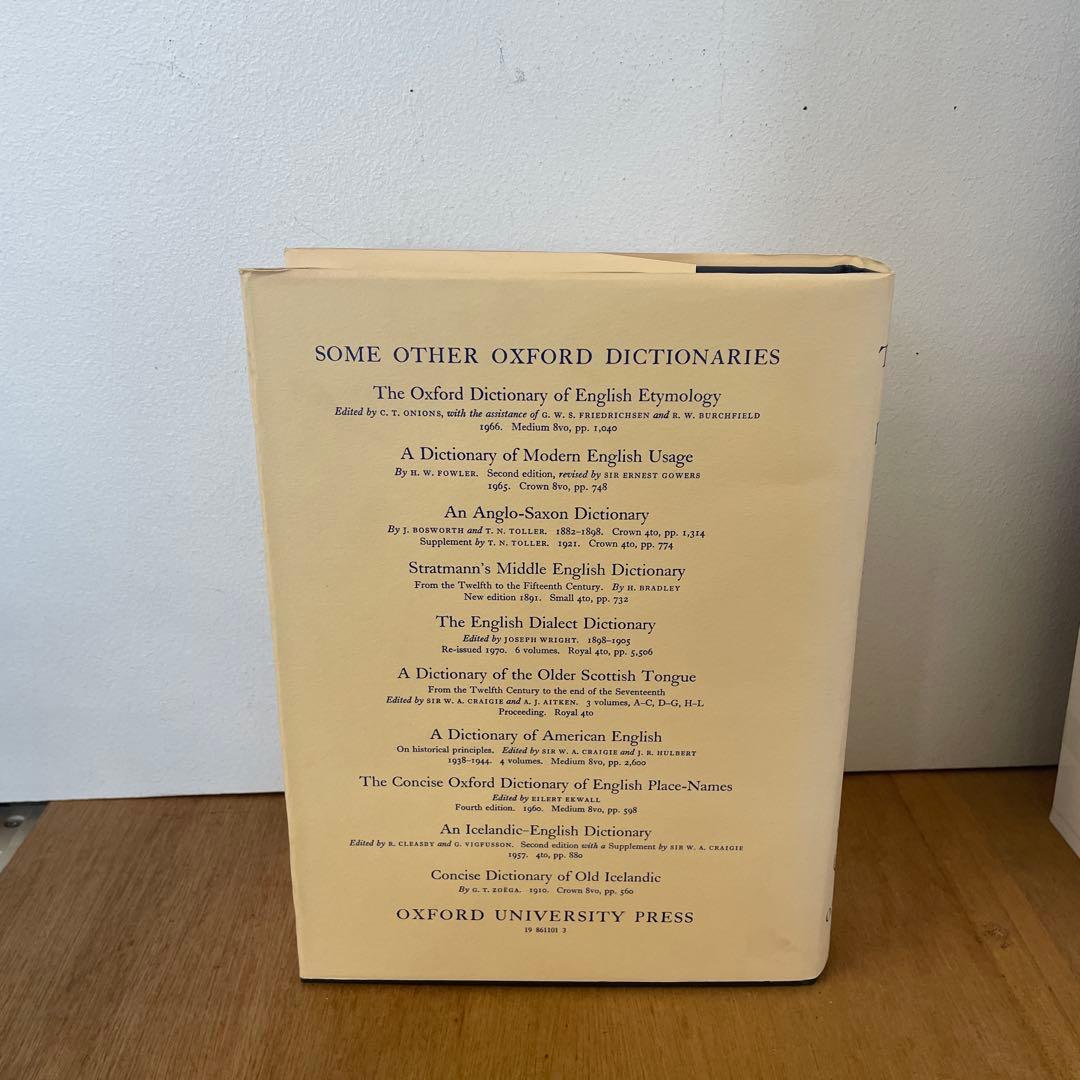 SOME OTHER OXFORD DICTIONARIES
The Oxford Dictionary of English Etymology
Edited by C. T. ONIONS, with the assistance of G. W. S. FRIEDRICHSEN and R. W. BURCHFIELD
1966. Medium 8vo, pp. 1,040
A Dictionary of Modern English Usage
By H. W. FOWLER. Second edition, revised by SIR ERNEST GOWERS
1965. Crown 8vo, pp. 748
An Anglo-Saxon Dictionary
By J. BOSWORTH and T. N. TOLLER. 1882–1898. Crown 4to, pp. 1,314
Supplement by T. N. TOLLER. 1921. Crown 4to, pp. 774
Stratmann's Middle English Dictionary
From the Twelfth to the Fifteenth Century. By H. BRADLEY
New edition 1891. Small 4to, pp. 732
The English Dialect Dictionary
Edited by JOSEPH WRIGHT. 1898–1905
Re-issued 1970. 6 volumes. Royal 4to, pp. 5,506
A Dictionary of the Older Scottish Tongue
From the Twelfth Century to the end of the Seventeenth
Edited by SIR W. A. CRAIGIE and A. J. AITKEN. 3 volumes, A–C, D–G, H–L
Proceeding. Royal 4to
A Dictionary of American English
On historical principles. Edited by SIR W. A. CRAIGIE and J. R. HULBERT
1938–1944. 4 volumes. Medium 8vo, pp. 2,600
The Concise Oxford Dictionary of English Place-Names
Edited by EILERT EKWALL
Fourth edition. 1960. Medium 8vo, pp. 598
An Icelandic–English Dictionary
Edited by R. CLEASBY and G. VIGFUSSON. Second edition with a Supplement by SIR W. A. CRAIGIE
1957. 4to, pp. 880
Concise Dictionary of Old Icelandic
By G. T. ZOËGA. 1910. Crown 8vo, pp. 560
OXFORD UNIVERSITY PRESS
19 861101 3